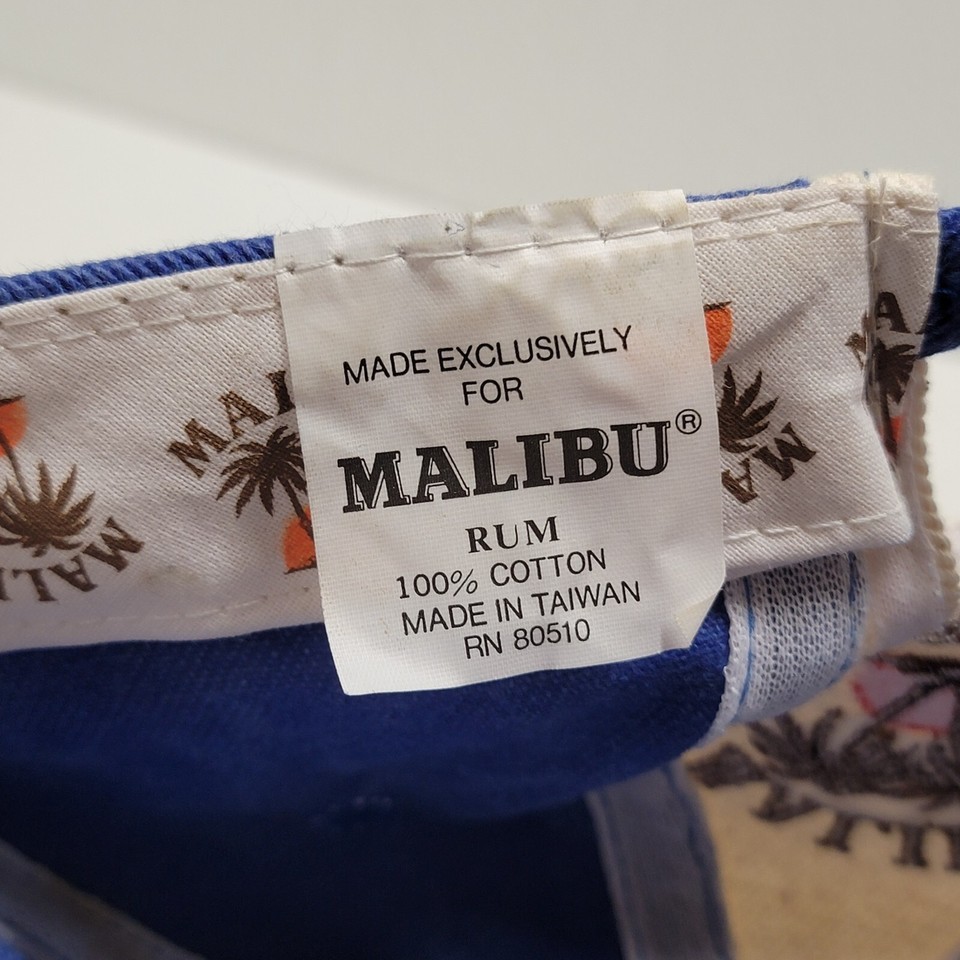 MADE EXCLUSIVELY
FOR
MALIBU®
RUM
100% COTTON
MADE IN TAIWAN
RN 80510